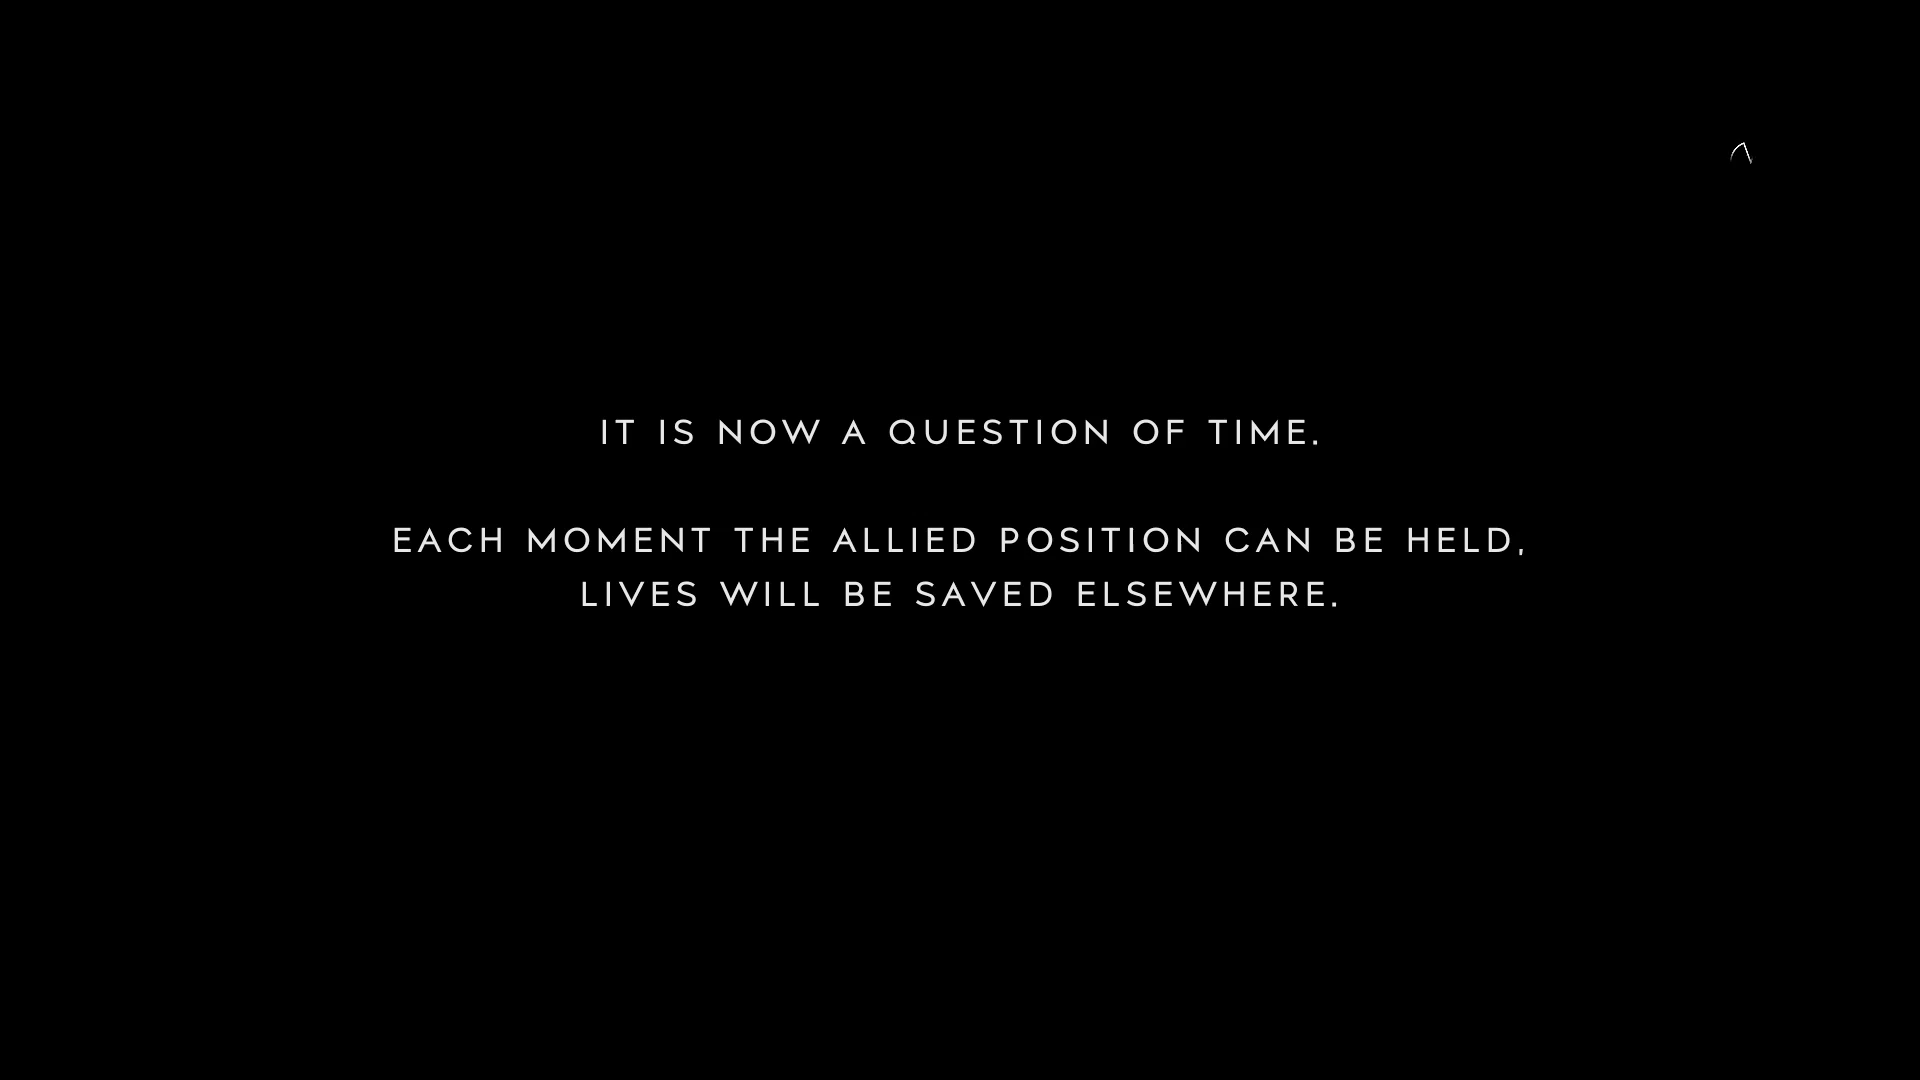 IT IS NOW A QUESTION OF TIME.
EACH MOMENT THE ALLIED POSITION CAN BE HELD,
LIVES WILL BE SAVED ELSEWHERE.